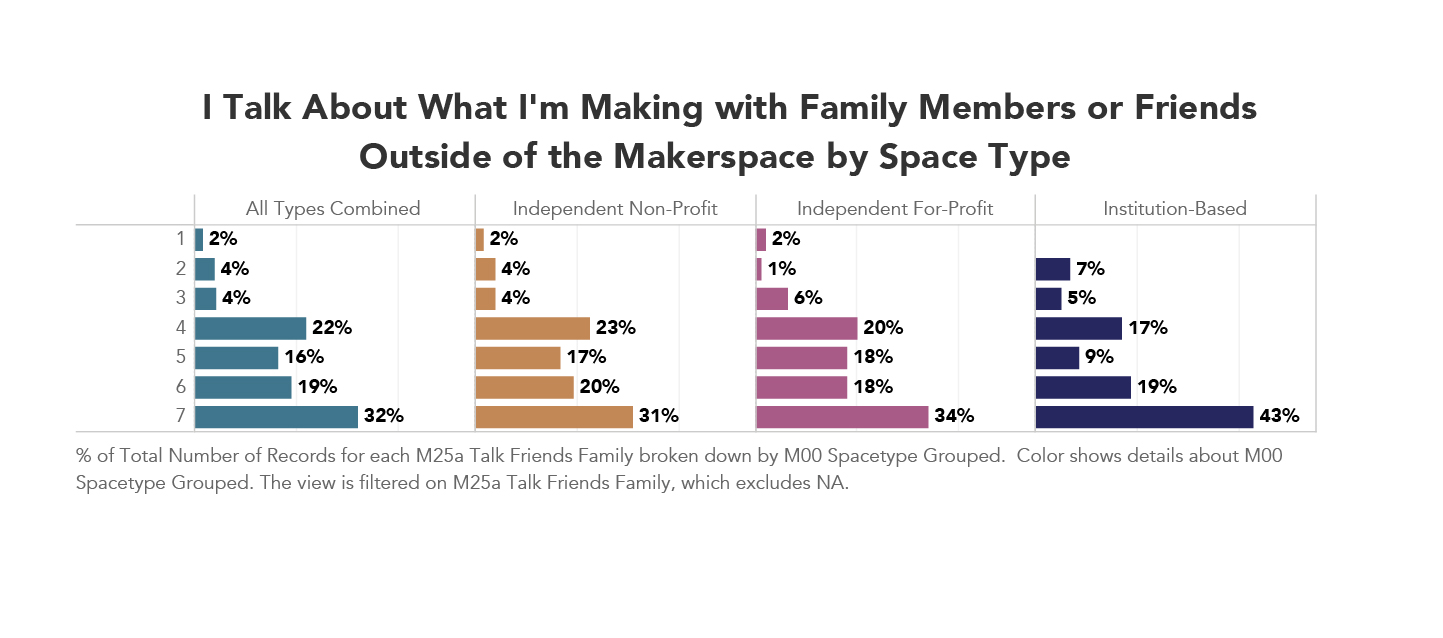 I Talk About What I'm Making with Family Members or Friends
Outside of the Makerspace by Space Type
All Types Combined Independent Non-Profit Independent For-Profit Institution-Based
1 2% 2% 2%
2 4% 4% 1% 7%
3 4% 4% 6% 5%
4 22% 23% 20% 17%
5 16% 17% 18% 9%
6 19% 20% 18% 19%
7 32% 31% 34% 43%
% of Total Number of Records for each M25a Talk Friends Family broken down by M00 Spacetype Grouped.  Color shows details about M00
Spacetype Grouped. The view is filtered on M25a Talk Friends Family, which excludes NA.